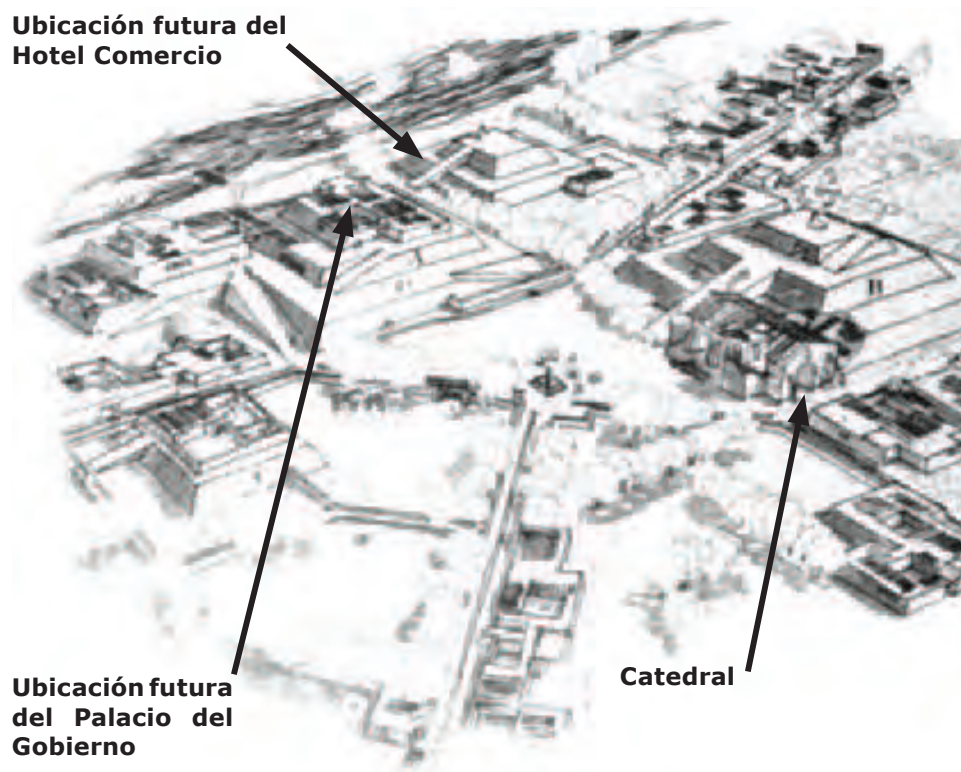 Ubicación futura del
Hotel Comercio
Catedral
Ubicación futura
del Palacio del
Gobierno